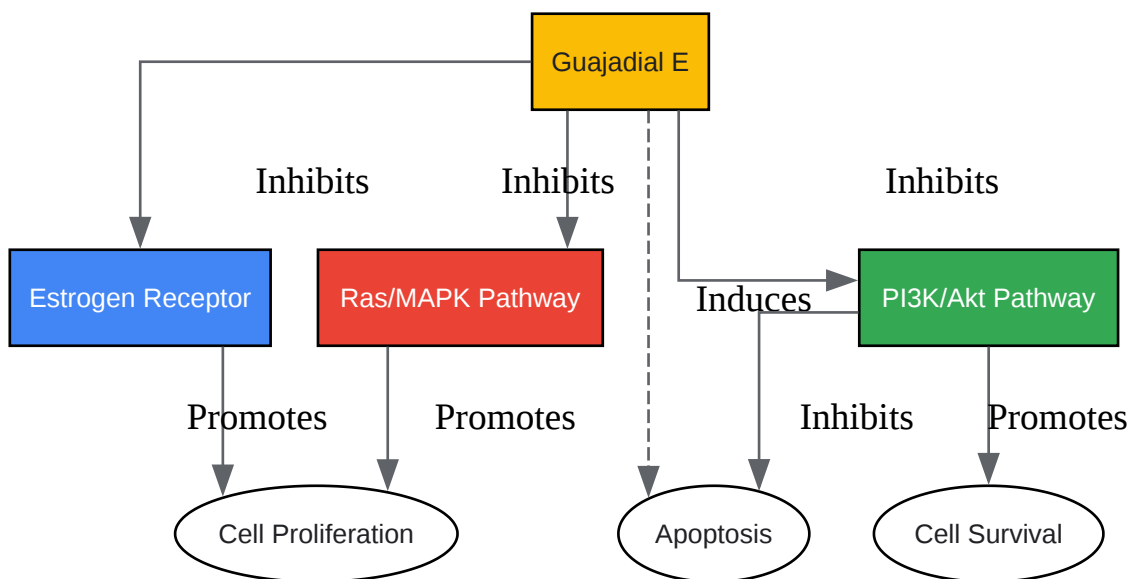 Guajadial E
Inhibits
Inhibits
Inhibits
Estrogen Receptor
Ras/MAPK Pathway
Induces
PI3K/Akt Pathway
Promotes
Promotes
Inhibits
Promotes
Cell Proliferation
Apoptosis
Cell Survival